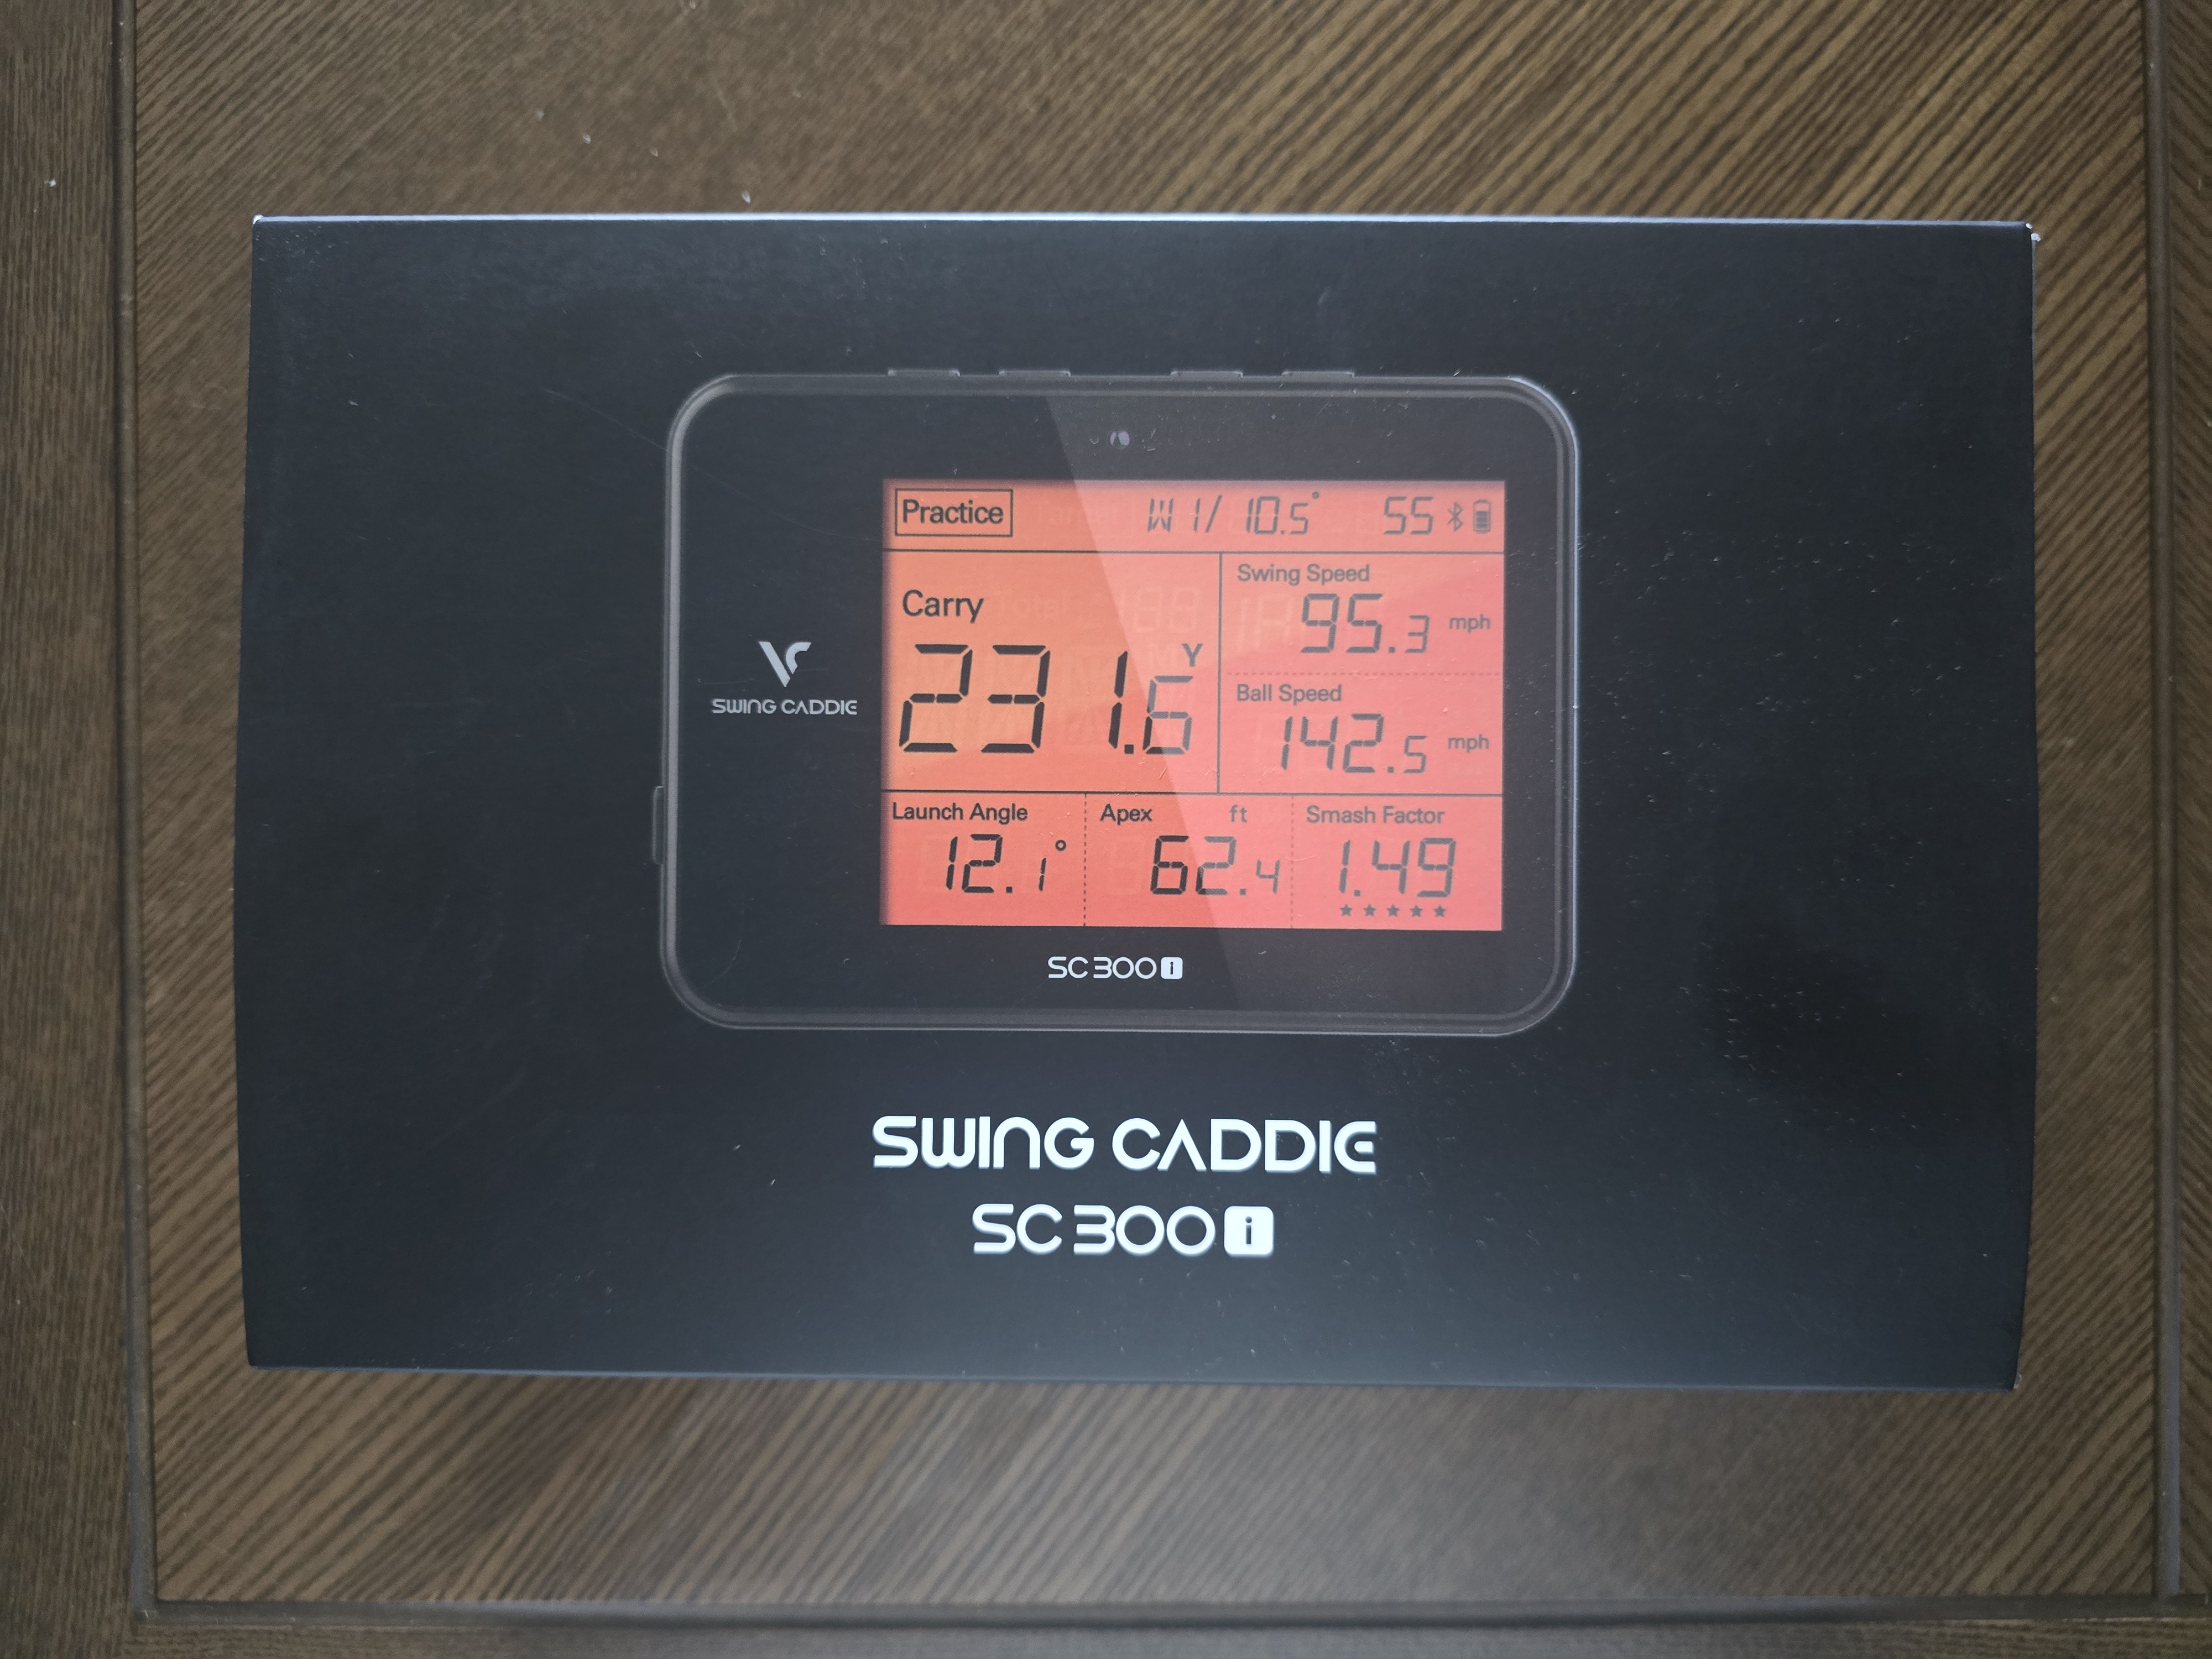 Practice W 1/ 10.5° 55
Carry
231.6 Y
Swing Speed
95.3 mph
Ball Speed
142.5 mph
Launch Angle
12.1°
Apex ft
62.4
Smash Factor
1.49
SWING CADDIE
SC300i
SWING CADDIE
SC300i